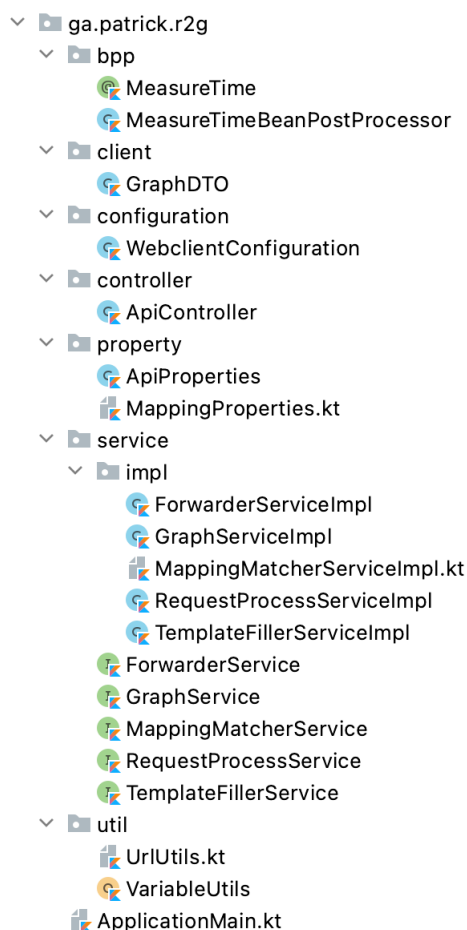 ga.patrick.r2g
bpp
MeasureTime
MeasureTimeBeanPostProcessor
client
GraphDTO
configuration
WebclientConfiguration
controller
ApiController
property
ApiProperties
MappingProperties.kt
service
impl
ForwarderServiceImpl
GraphServiceImpl
MappingMatcherServiceImpl.kt
RequestProcessServiceImpl
TemplateFillerServiceImpl
ForwarderService
GraphService
MappingMatcherService
RequestProcessService
TemplateFillerService
util
UrlUtils.kt
VariableUtils
ApplicationMain.kt